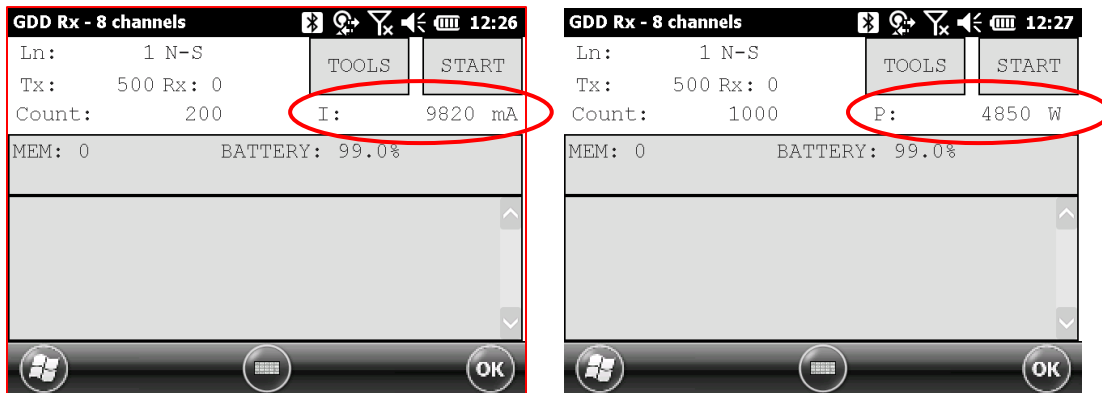 GDD Rx - 8 channels 12:26
Ln: 1 N-S
TOOLS START
Tx: 500 Rx: 0
Count: 200 I: 9820 mA
MEM: 0 BATTERY: 99.0%
OK
GDD Rx - 8 channels 12:27
Ln: 1 N-S
TOOLS START
Tx: 500 Rx: 0
Count: 1000 P: 4850 W
MEM: 0 BATTERY: 99.0%
OK